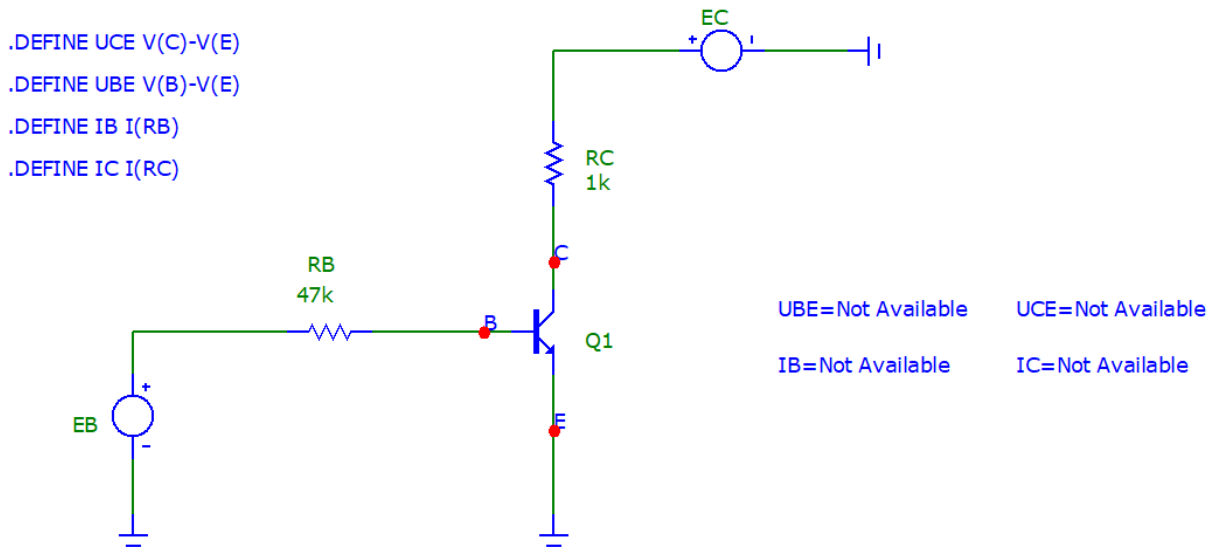 .DEFINE UCE V(C)-V(E)
.DEFINE UBE V(B)-V(E)
.DEFINE IB I(RB)
.DEFINE IC I(RC)
EC
RC
1k
C
RB
47k
B
Q1
E
EB
UBE=Not Available UCE=Not Available
IB=Not Available IC=Not Available